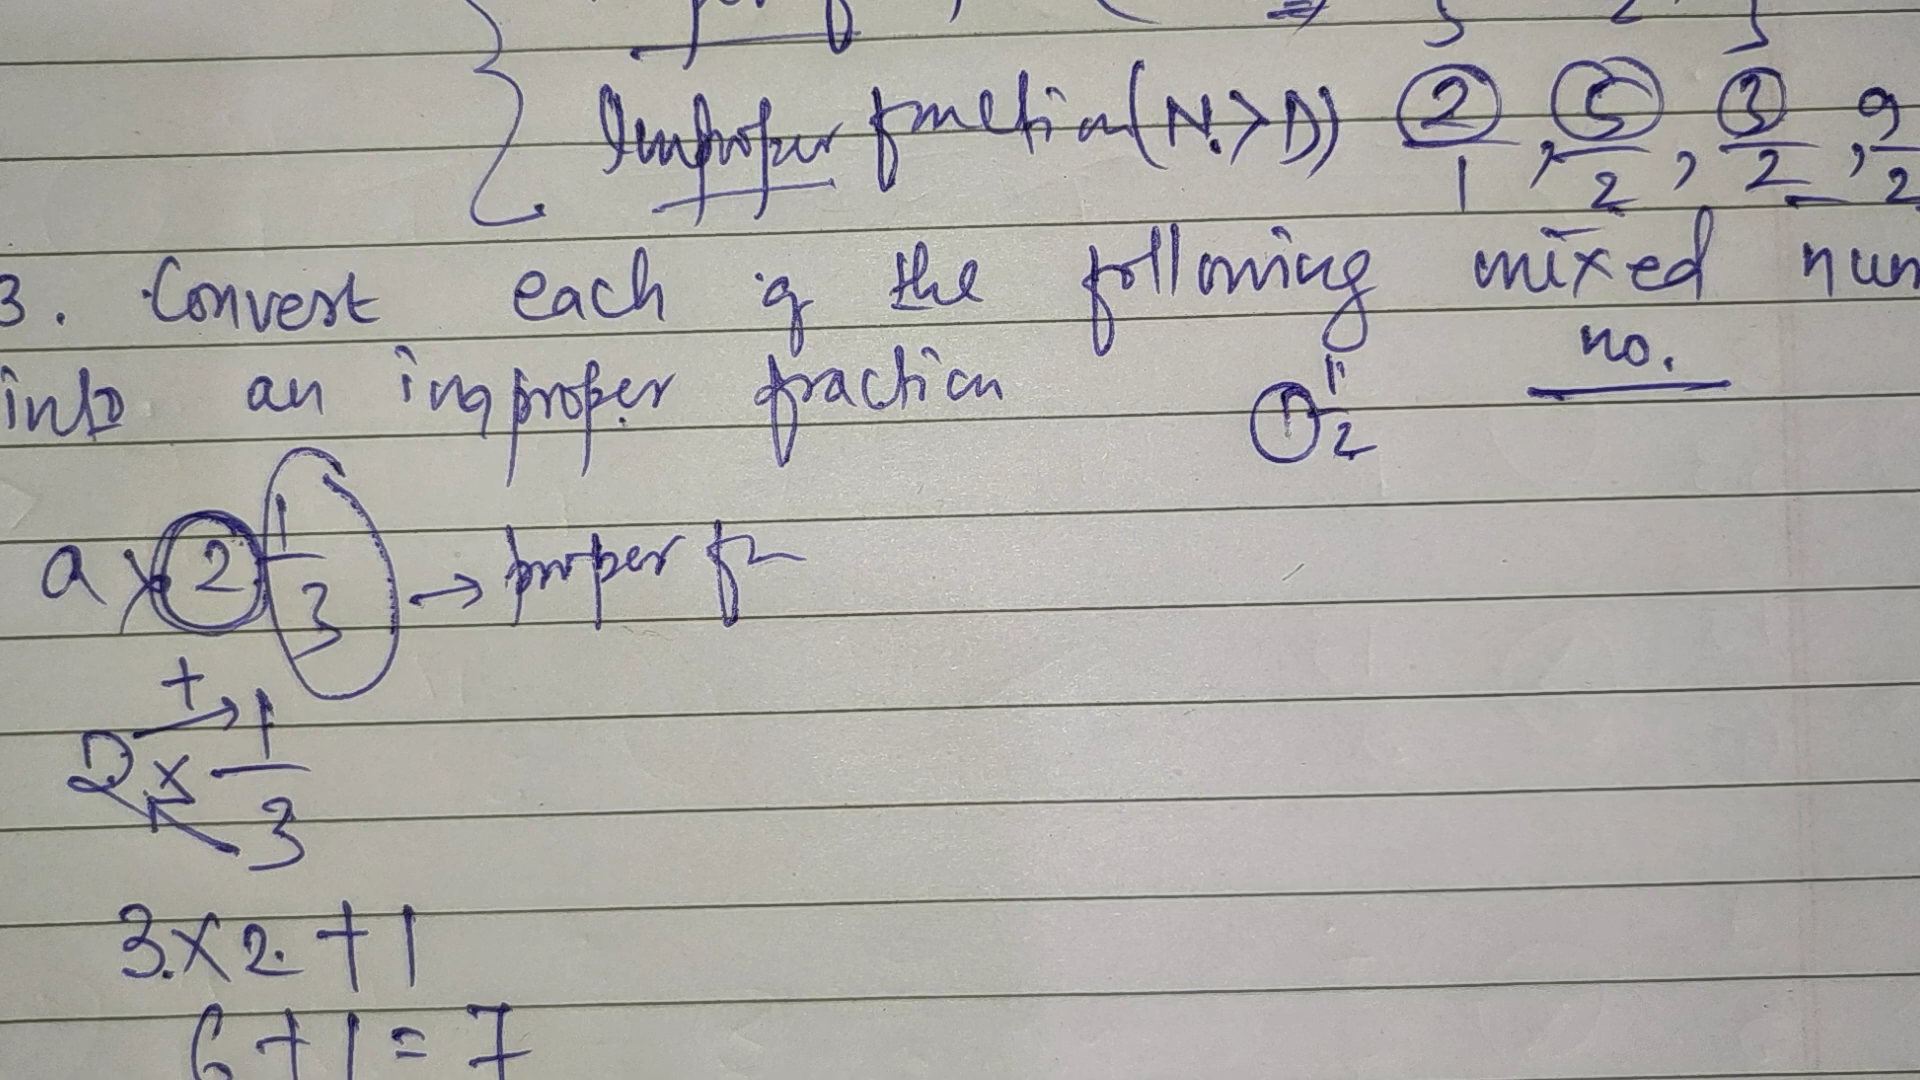 Improper fraction (N.>D) 2/1, 5/2, 3/2, 9/2
3. Convert each of the following mixed num
no.
into an improper fraction 1 1/2
a) 2 1/3 → proper fr
+
2 x 1/3
3.x2.+1
6+1=7